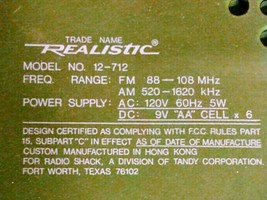 TRADE NAME
REALISTIC
MODEL NO. 12-712
FREQ. RANGE: FM 88—108 MHz
AM 520-1620 kHz
POWER SUPPLY: AC: 120V 60Hz 5W
DC: 9V "AA" CELL x 6
DESIGN CERTIFIED AS COMPLYING WITH F.C.C. RULES PART
15. SUBPART "C" IN EFFECT AS OF DATE OF MANUFACTURE
CUSTOM MANUFACTURED IN HONG KONG
FOR RADIO SHACK, A DIVISION OF TANDY CORPORATION.
FORT WORTH, TEXAS 76102